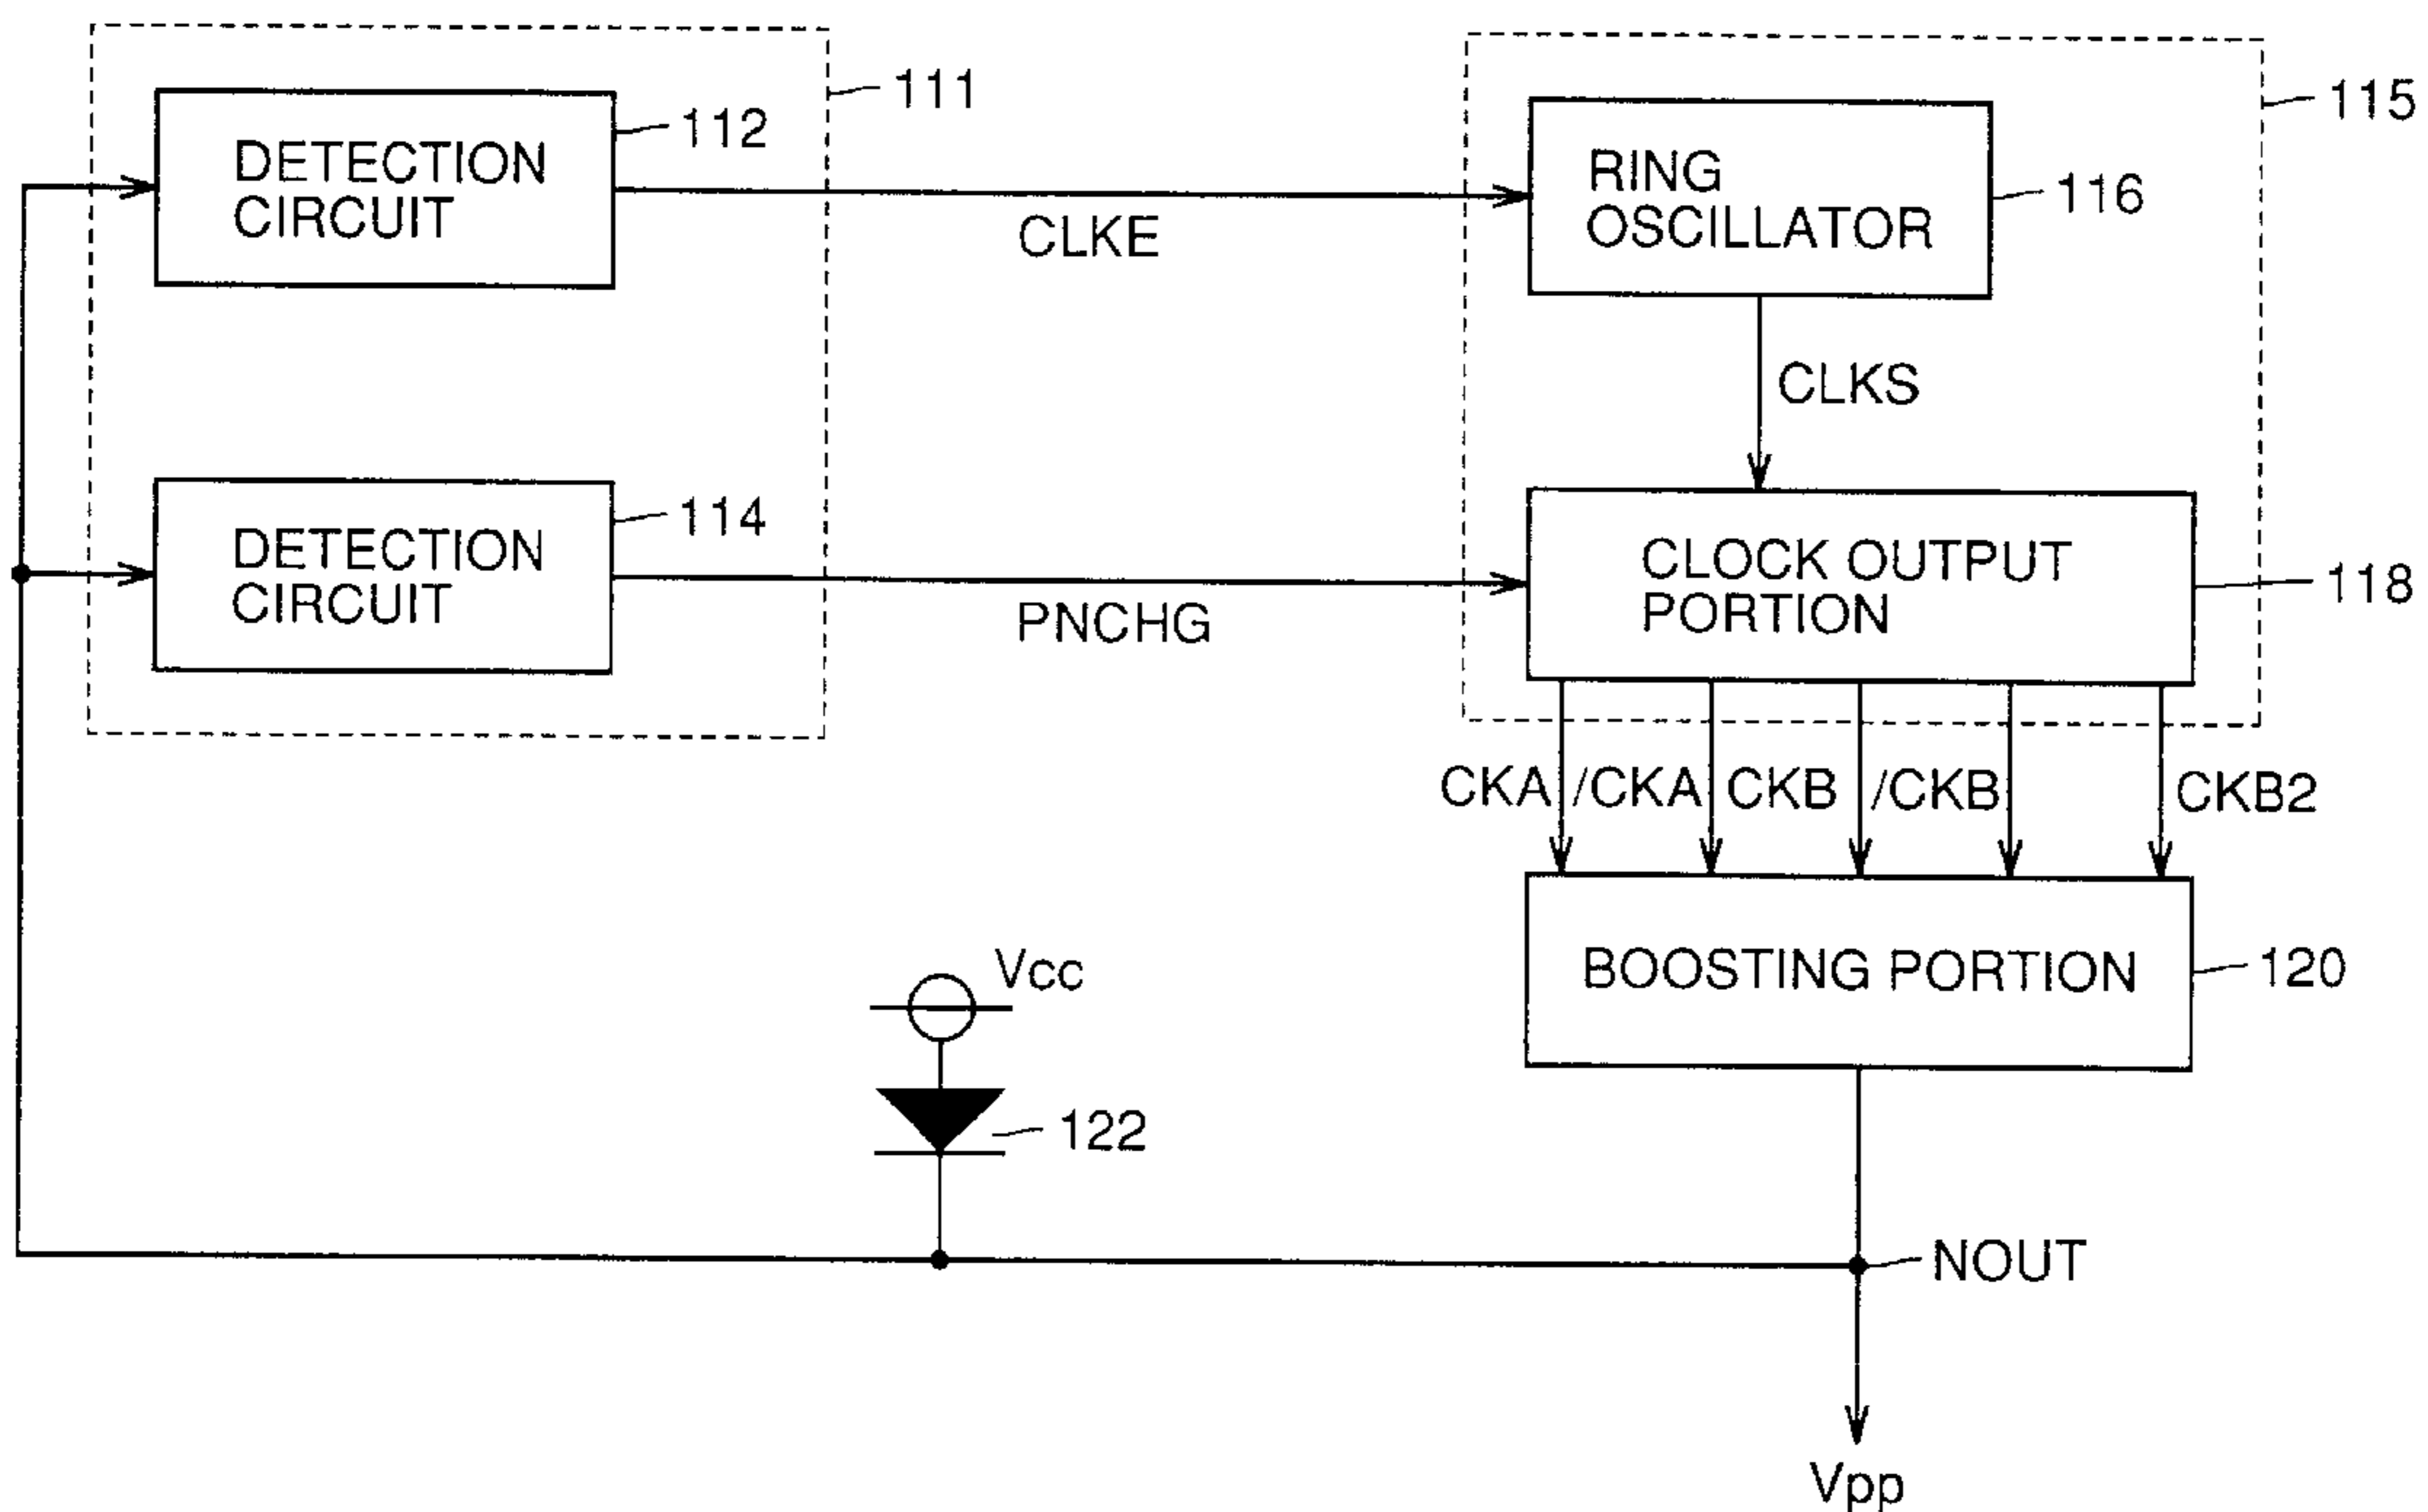 111
115
112
DETECTION
CIRCUIT
RING
OSCILLATOR
116
CLKE
CLKS
114
DETECTION
CIRCUIT
CLOCK OUTPUT
PORTION
118
PNCHG
CKA /CKA CKB /CKB CKB2
Vcc
BOOSTING PORTION
120
122
NOUT
Vpp